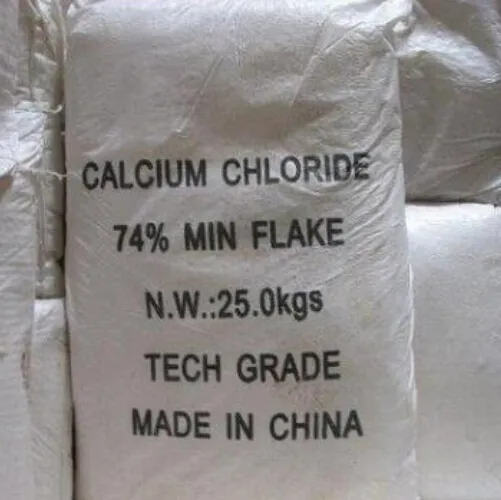 CALCIUM CHLORIDE
74% MIN FLAKE
N.W.:25.0kgs
TECH GRADE
MADE IN CHINA